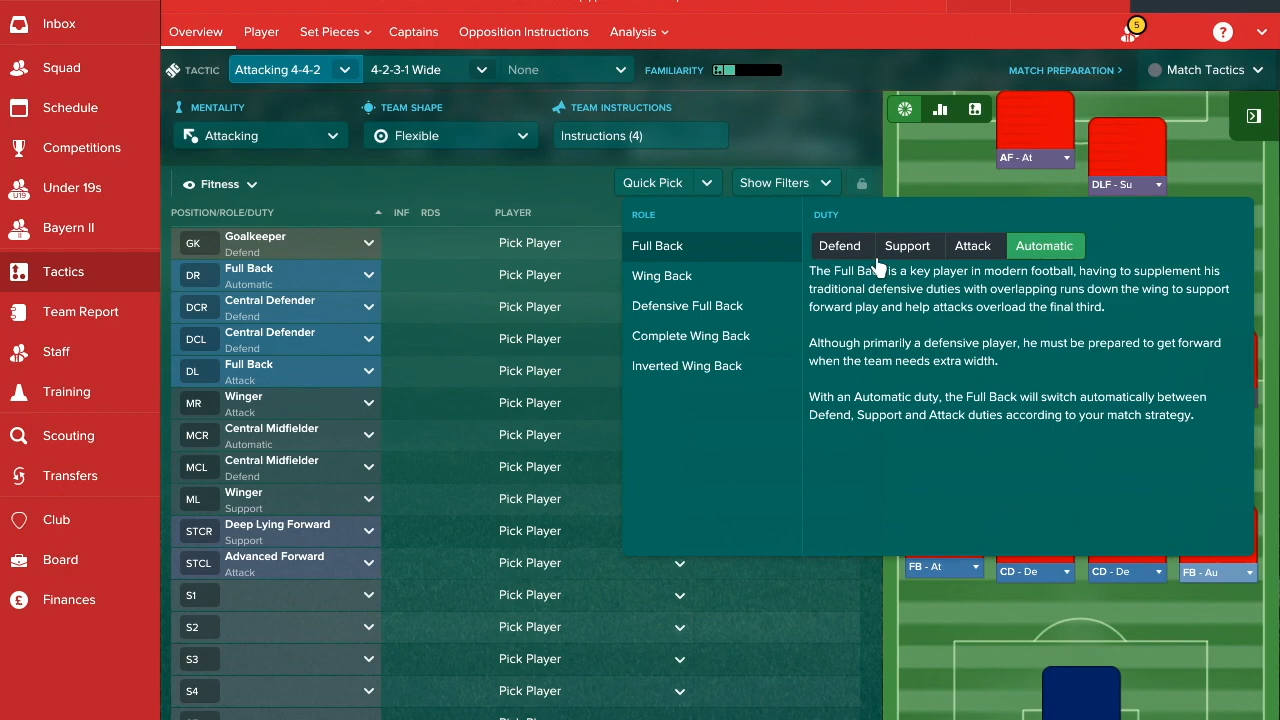 Inbox
Squad
Schedule
Competitions
Under 19s
U19
Bayern II
Tactics
Team Report
Staff
Training
Scouting
Transfers
Club
Board
Finances
Overview
Player
Set Pieces
Captains
Opposition Instructions
Analysis
5
?
TACTIC
Attacking 4-4-2
4-2-3-1 Wide
None
FAMILIARITY
MATCH PREPARATION >
Match Tactics
MENTALITY
TEAM SHAPE
TEAM INSTRUCTIONS
Attacking
Flexible
Instructions (4)
Fitness
Quick Pick
Show Filters
POSITION/ROLE/DUTY
INF
RDS
PLAYER
GK
Goalkeeper
Defend
Pick Player
DR
Full Back
Automatic
Pick Player
DCR
Central Defender
Defend
Pick Player
DCL
Central Defender
Defend
Pick Player
DL
Full Back
Attack
Pick Player
MR
Winger
Attack
Pick Player
MCR
Central Midfielder
Automatic
Pick Player
MCL
Central Midfielder
Defend
Pick Player
ML
Winger
Support
Pick Player
STCR
Deep Lying Forward
Support
Pick Player
STCL
Advanced Forward
Attack
Pick Player
S1
Pick Player
S2
Pick Player
S3
Pick Player
S4
Pick Player
ROLE
Full Back
Wing Back
Defensive Full Back
Complete Wing Back
Inverted Wing Back
DUTY
Defend
Support
Attack
Automatic
The Full Back is a key player in modern football, having to supplement his
traditional defensive duties with overlapping runs down the wing to support
forward play and help attacks overload the final third.
Although primarily a defensive player, he must be prepared to get forward
when the team needs extra width.
With an Automatic duty, the Full Back will switch automatically between
Defend, Support and Attack duties according to your match strategy.
AF - At
DLF - Su
FB - At
CD - De
CD - De
FB - Au